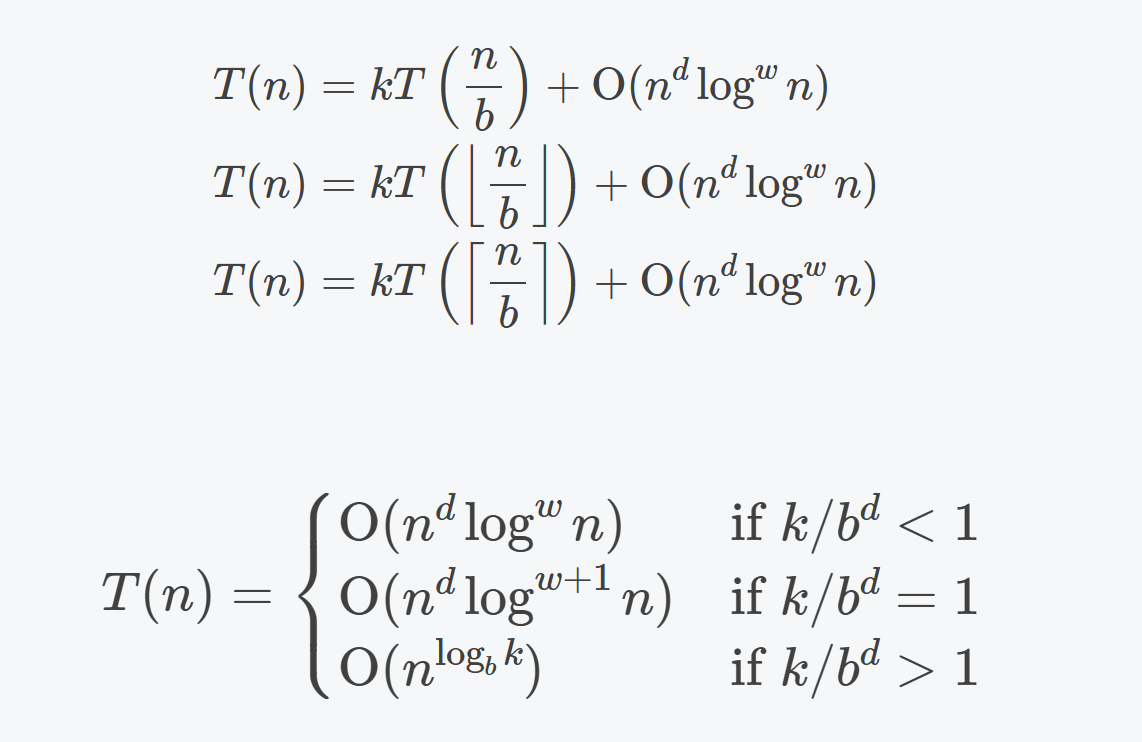 T(n) = kT(n/b) + O(n^d log^w n)
T(n) = kT(⌊n/b⌋) + O(n^d log^w n)
T(n) = kT(⌈n/b⌉) + O(n^d log^w n)
T(n) = { O(n^d log^w n) if k/b^d < 1
O(n^d log^{w+1} n) if k/b^d = 1
O(n^{log_b k}) if k/b^d > 1